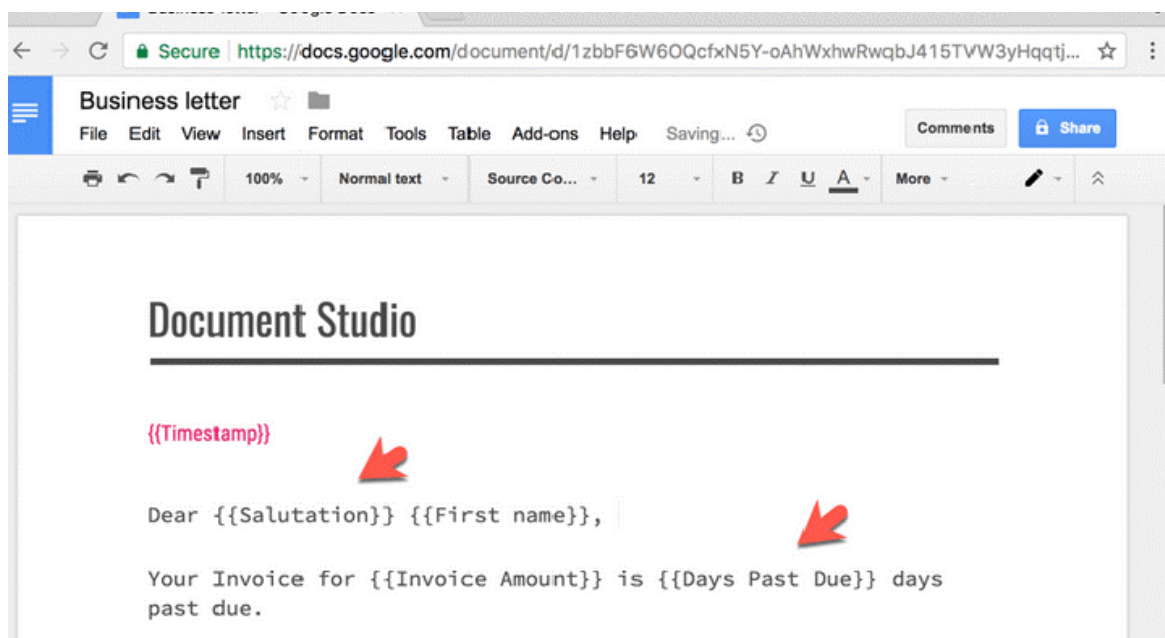 Secure https://docs.google.com/document/d/1zbbF6W6OQcfxN5Y-oAhWxhwRwqbJ415TVW3yHqqtj...
Business letter
File Edit View Insert Format Tools Table Add-ons Help Saving...
Comments Share
100% Normal text Source Co... 12 B I U A More
Document Studio
{{Timestamp}}
Dear {{Salutation}} {{First name}},
Your Invoice for {{Invoice Amount}} is {{Days Past Due}} days
past due.